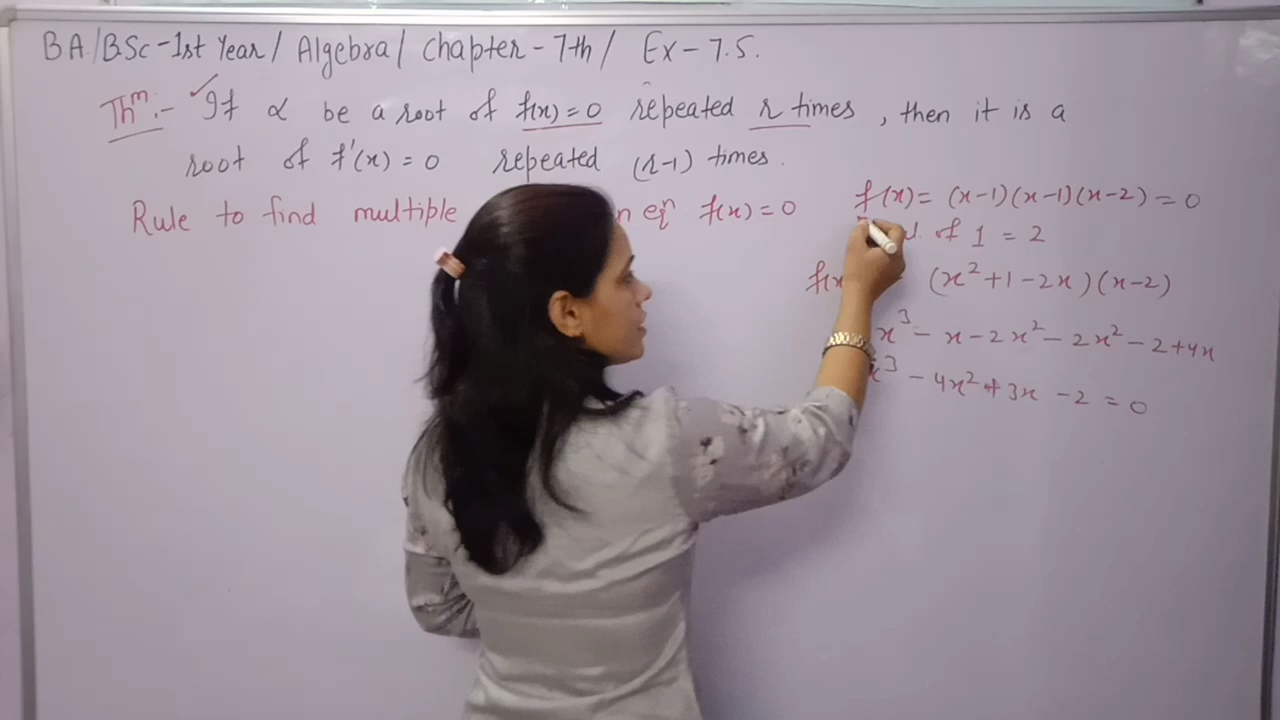 B.A./BSc-1st Year/ Algebra/ Chapter-7th/ Ex-7.5.
Thm:- If α be a root of f(x)=0 repeated r times, then it is a
root of f'(x)=0 repeated (r-1) times.
Rule to find multiple eqn f(x)=0
f(x)= (x-1)(x-1)(x-2)=0
of 1 = 2
(x²+1-2x)(x-2)
x³-x-2x²-2x²-2+4x
x³-4x²+3x-2=0